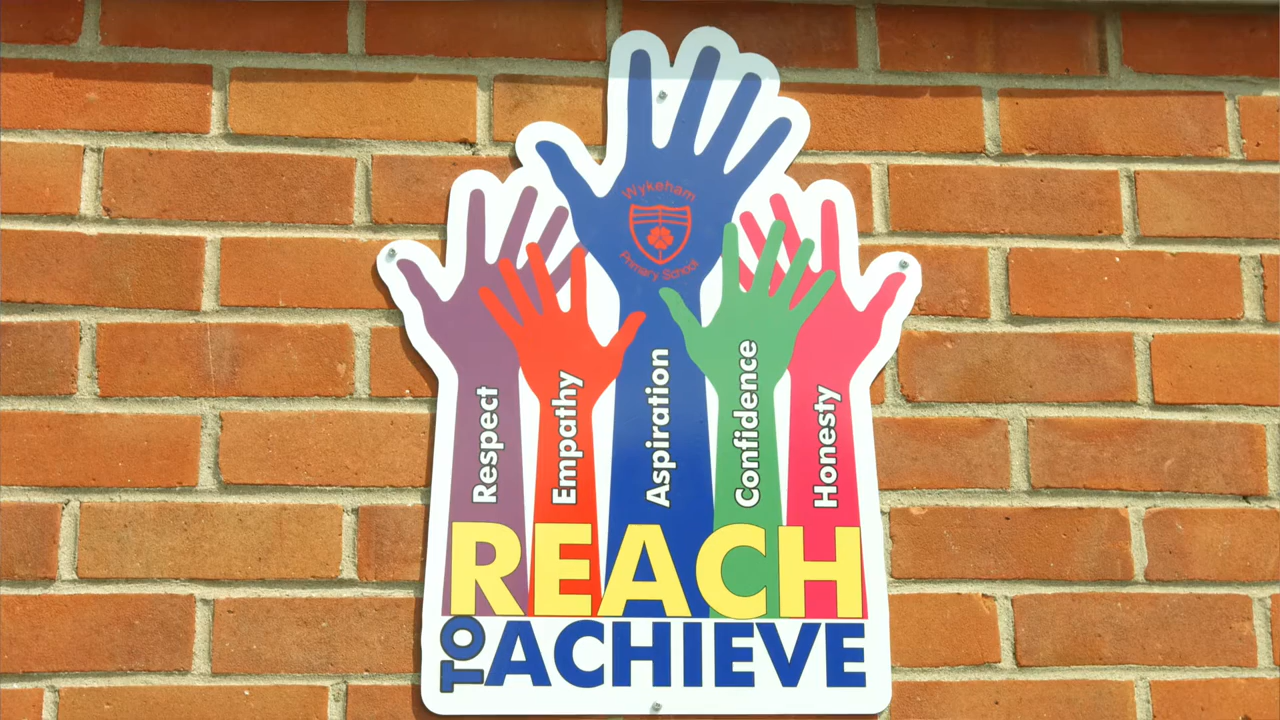 Wykeham
Primary School
Respect
Empathy
Aspiration
Confidence
Honesty
REACH
TO ACHIEVE